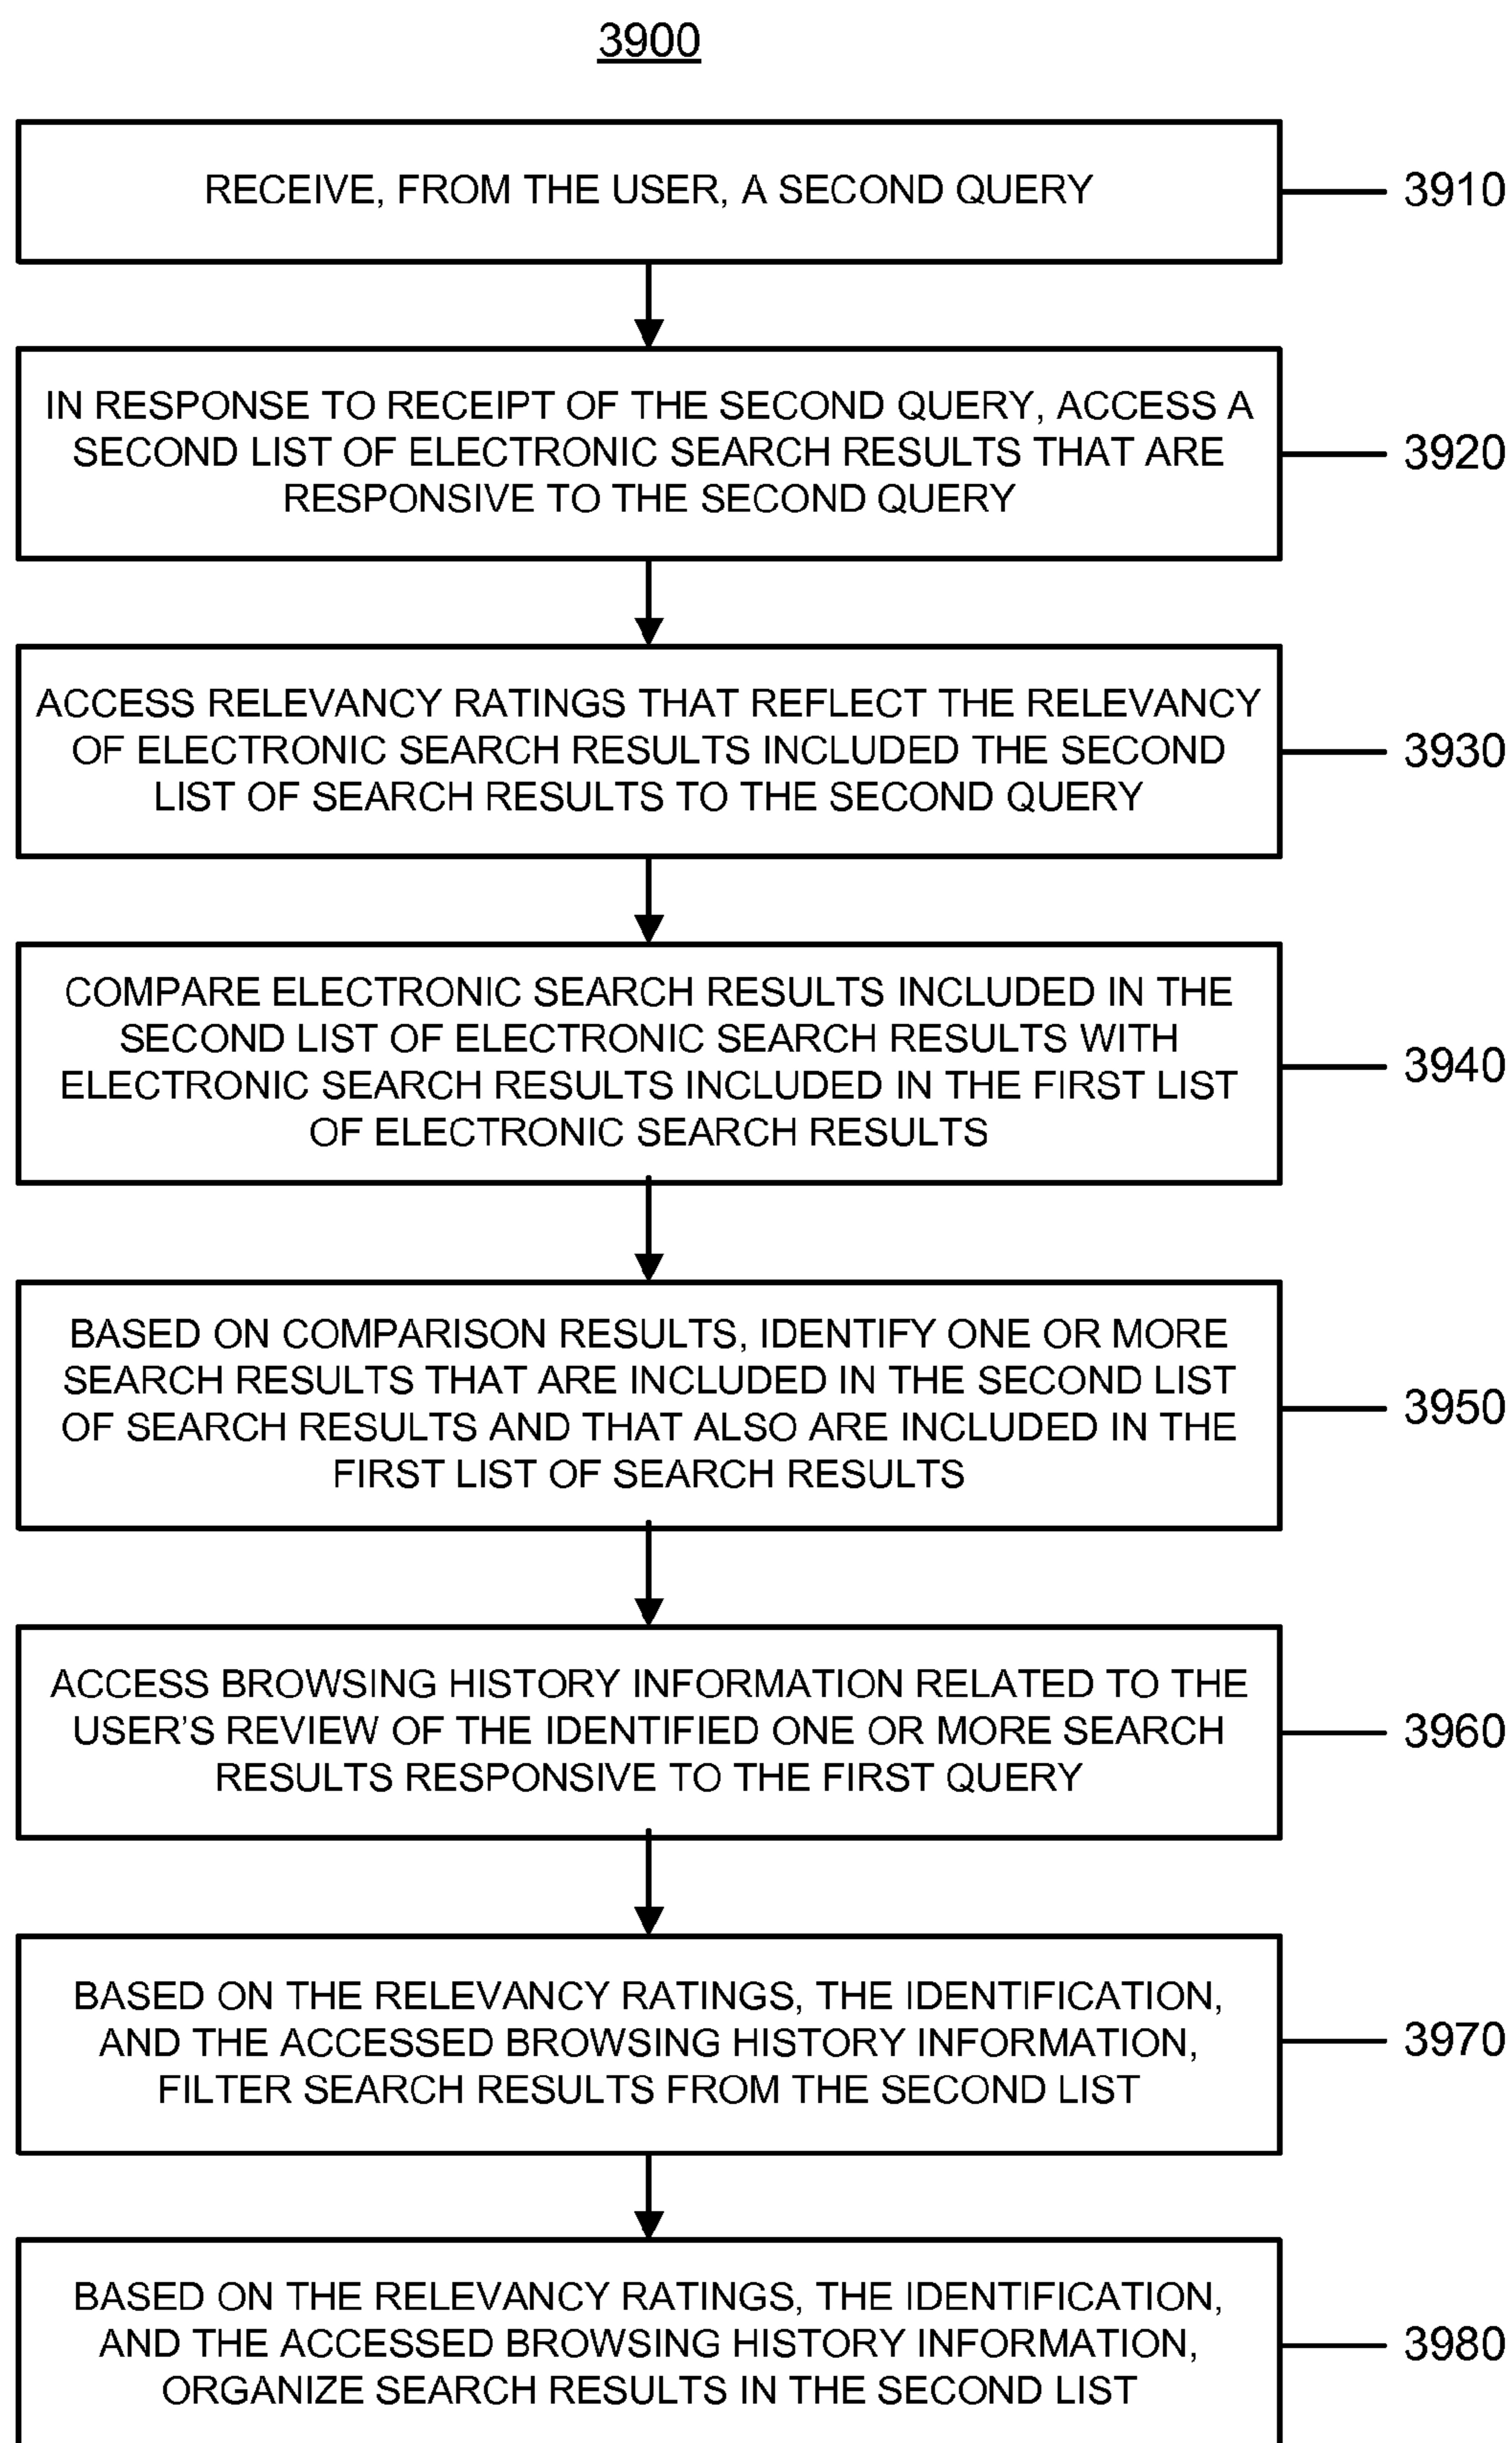 3900
RECEIVE, FROM THE USER, A SECOND QUERY
3910
IN RESPONSE TO RECEIPT OF THE SECOND QUERY, ACCESS A
SECOND LIST OF ELECTRONIC SEARCH RESULTS THAT ARE
RESPONSIVE TO THE SECOND QUERY
3920
ACCESS RELEVANCY RATINGS THAT REFLECT THE RELEVANCY
OF ELECTRONIC SEARCH RESULTS INCLUDED THE SECOND
LIST OF SEARCH RESULTS TO THE SECOND QUERY
3930
COMPARE ELECTRONIC SEARCH RESULTS INCLUDED IN THE
SECOND LIST OF ELECTRONIC SEARCH RESULTS WITH
ELECTRONIC SEARCH RESULTS INCLUDED IN THE FIRST LIST
OF ELECTRONIC SEARCH RESULTS
3940
BASED ON COMPARISON RESULTS, IDENTIFY ONE OR MORE
SEARCH RESULTS THAT ARE INCLUDED IN THE SECOND LIST
OF SEARCH RESULTS AND THAT ALSO ARE INCLUDED IN THE
FIRST LIST OF SEARCH RESULTS
3950
ACCESS BROWSING HISTORY INFORMATION RELATED TO THE
USER'S REVIEW OF THE IDENTIFIED ONE OR MORE SEARCH
RESULTS RESPONSIVE TO THE FIRST QUERY
3960
BASED ON THE RELEVANCY RATINGS, THE IDENTIFICATION,
AND THE ACCESSED BROWSING HISTORY INFORMATION,
FILTER SEARCH RESULTS FROM THE SECOND LIST
3970
BASED ON THE RELEVANCY RATINGS, THE IDENTIFICATION,
AND THE ACCESSED BROWSING HISTORY INFORMATION,
ORGANIZE SEARCH RESULTS IN THE SECOND LIST
3980